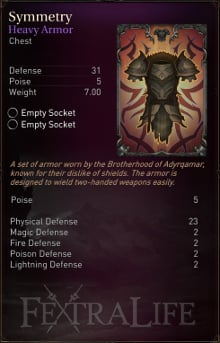 Symmetry
Heavy Armor
Chest
Defense 31
Poise 5
Weight 7.00
Empty Socket
Empty Socket
A set of armor worn by the Brotherhood of Adyrqamar,
known for their dislike of shields. The armor is
designed to wield two-handed weapons easily.
Poise 5
Physical Defense 23
Magic Defense 2
Fire Defense 2
Poison Defense 2
Lightning Defense 2
FEXTRALIFE